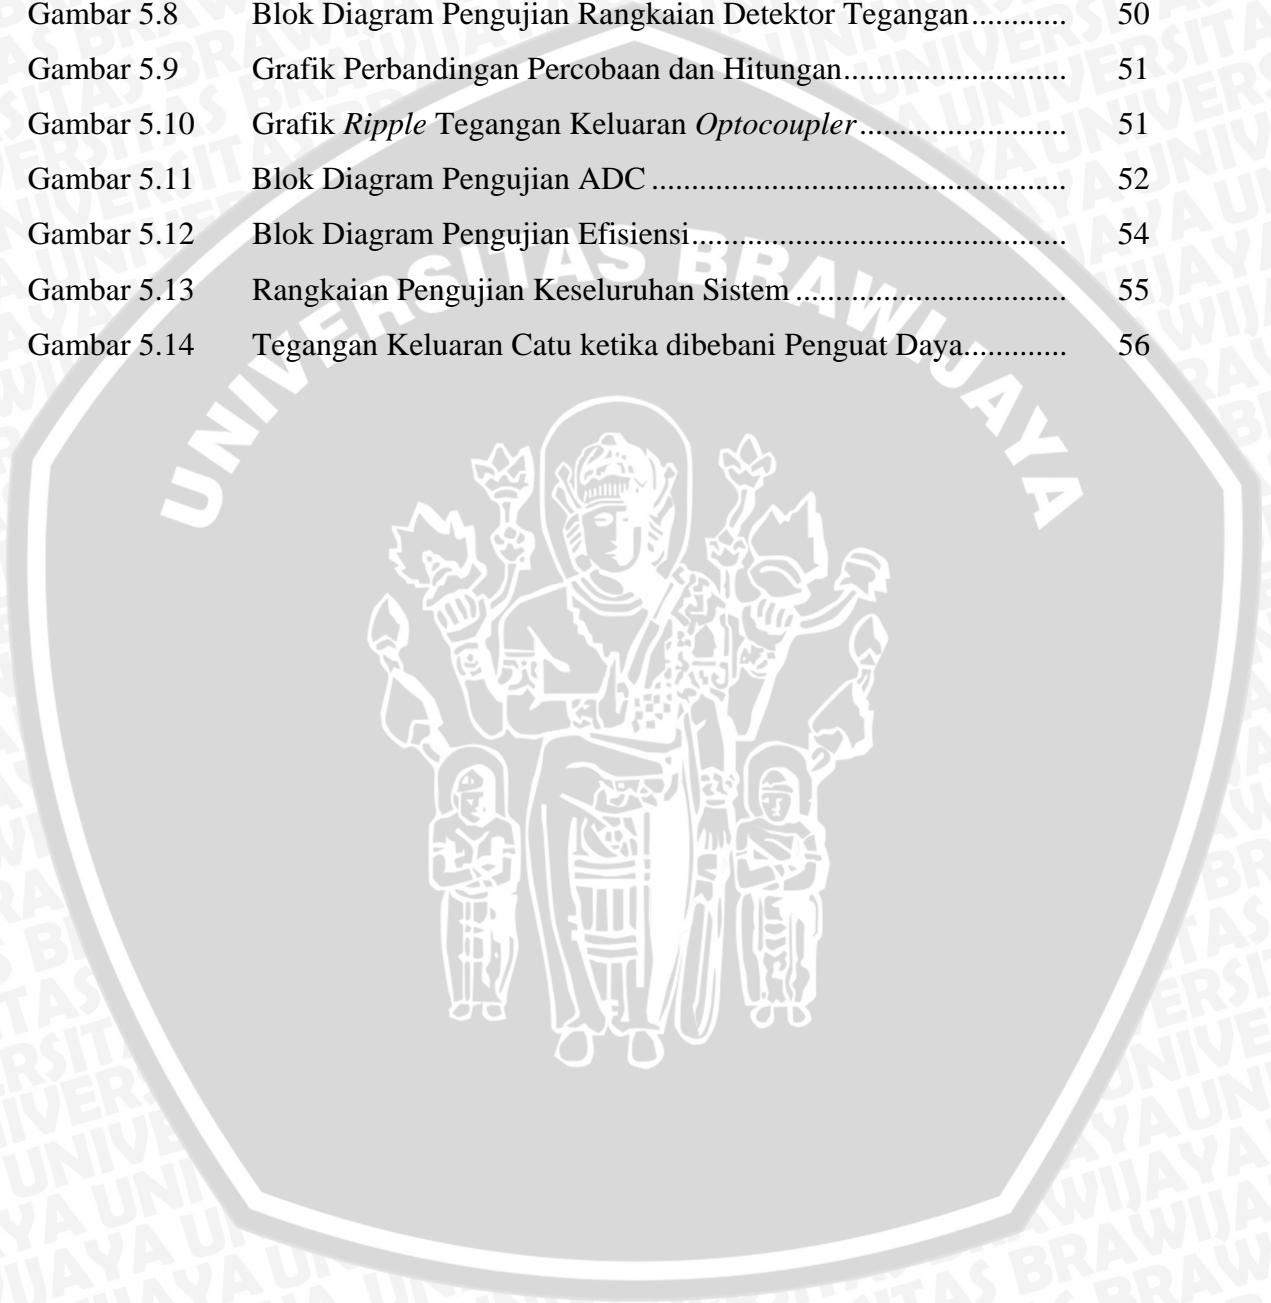 Gambar 5.8 Blok Diagram Pengujian Rangkaian Detektor Tegangan............ 50
Gambar 5.9 Grafik Perbandingan Percobaan dan Hitungan........................... 51
Gambar 5.10 Grafik Ripple Tegangan Keluaran Optocoupler......................... 51
Gambar 5.11 Blok Diagram Pengujian ADC.................................................. 52
Gambar 5.12 Blok Diagram Pengujian Efisiensi............................................. 54
Gambar 5.13 Rangkaian Pengujian Keseluruhan Sistem................................. 55
Gambar 5.14 Tegangan Keluaran Catu ketika dibebani Penguat Daya............. 56
UNIVERSITAS BRAWIJAYA